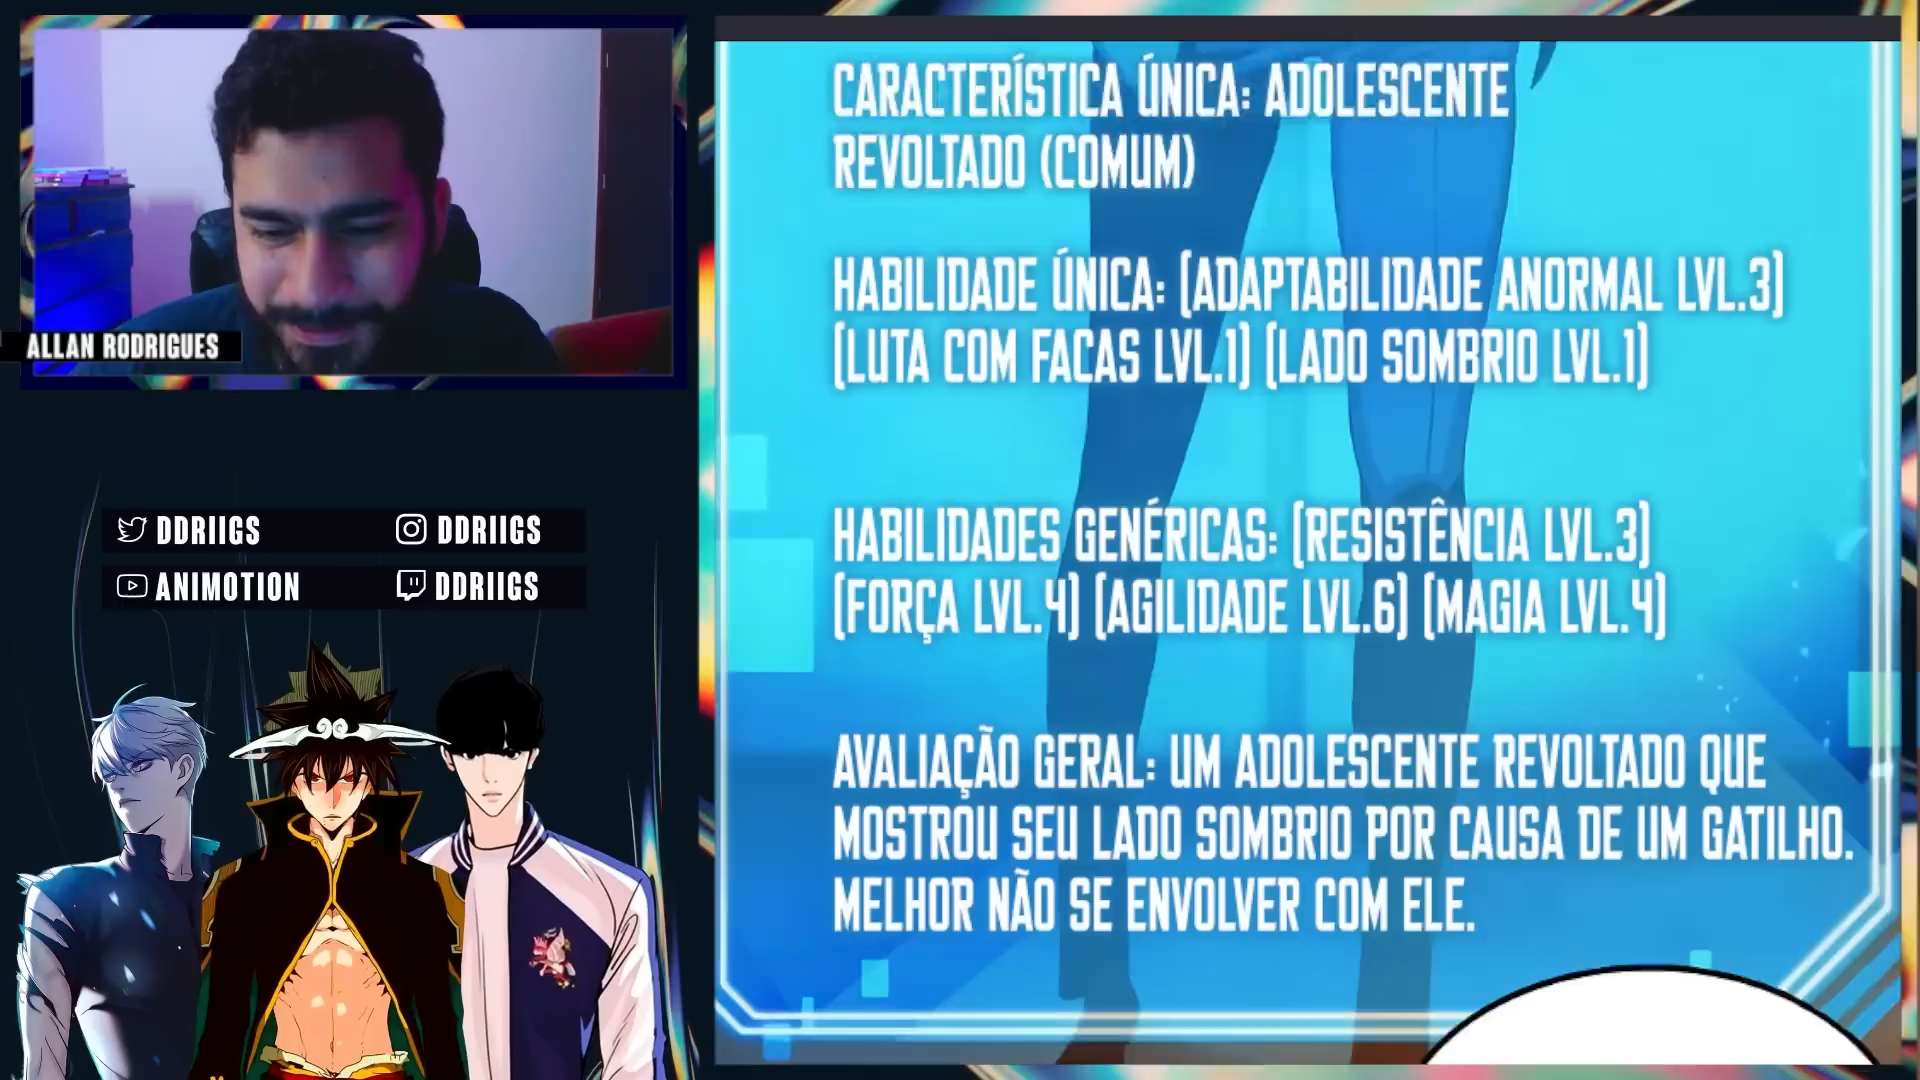 ALLAN RODRIGUES
DDRIIGS
DDRIIGS
ANIMOTION
DDRIIGS
CARACTERÍSTICA ÚNICA: ADOLESCENTE
REVOLTADO (COMUM)
HABILIDADE ÚNICA: [ADAPTABILIDADE ANORMAL LVL.3]
[LUTA COM FACAS LVL.1] [LADO SOMBRIO LVL.1]
HABILIDADES GENÉRICAS: [RESISTÊNCIA LVL.3]
[FORÇA LVL.4] [AGILIDADE LVL.6] [MAGIA LVL.4]
AVALIAÇÃO GERAL: UM ADOLESCENTE REVOLTADO QUE
MOSTROU SEU LADO SOMBRIO POR CAUSA DE UM GATILHO.
MELHOR NÃO SE ENVOLVER COM ELE.